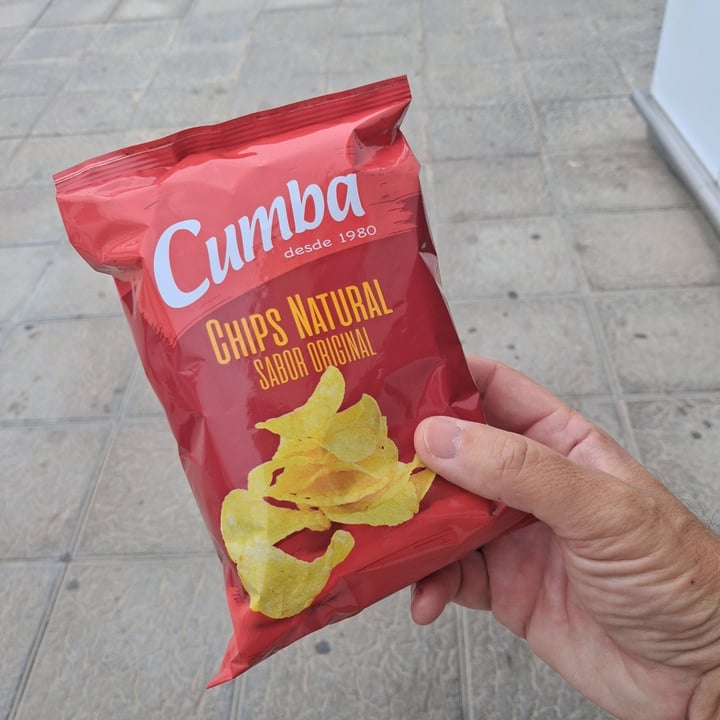 Cumba
desde 1980
CHIPS NATURAL
SABOR ORIGINAL